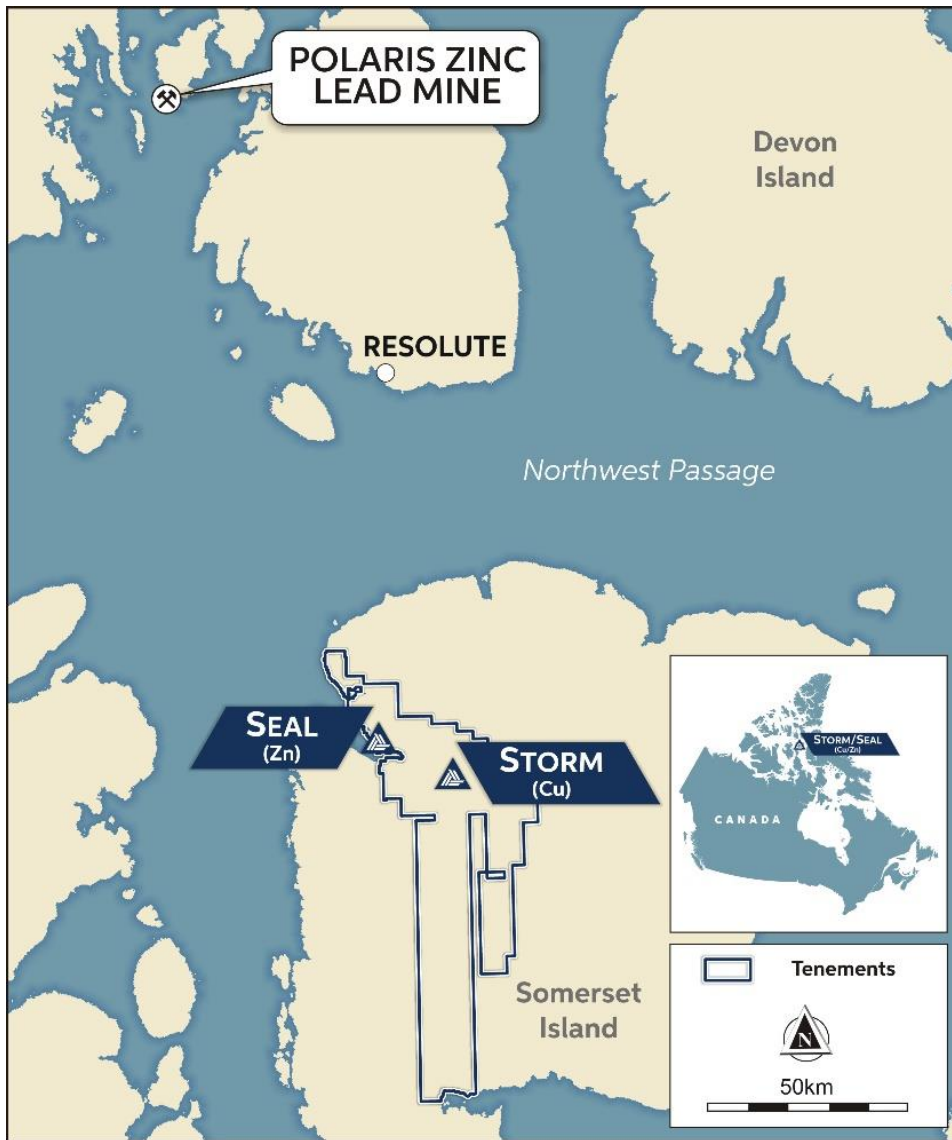 POLARIS ZINC
LEAD MINE
Devon
Island
RESOLUTE
Northwest Passage
SEAL
(Zn)
STORM
(Cu)
STORM/SEAL
(Cu/Zn)
CANADA
Somerset
Island
Tenements
N
50km